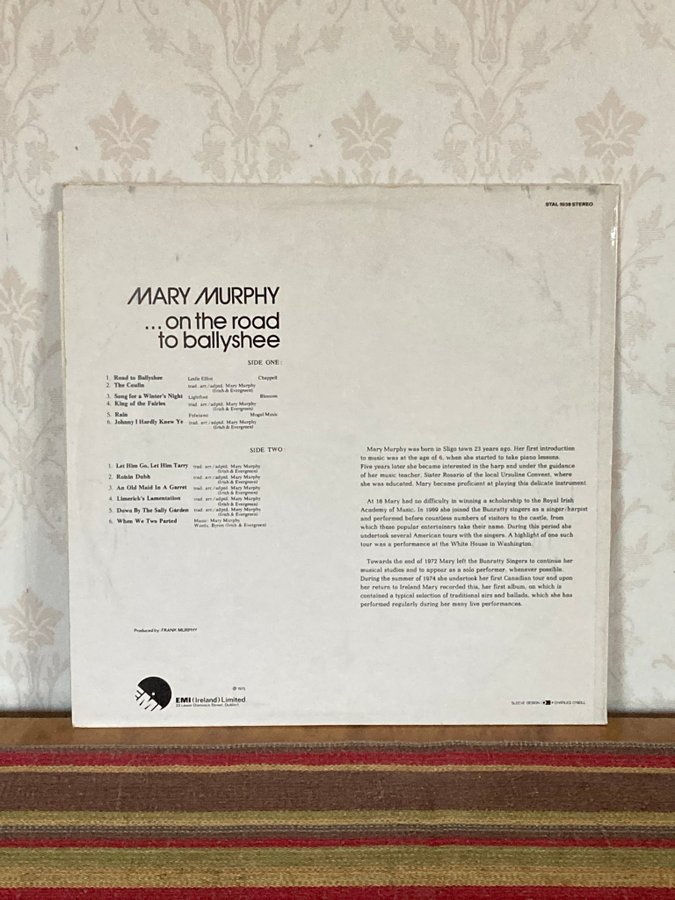 STAL 1038 STEREO
MARY MURPHY
...on the road
to ballyshee
SIDE ONE:
1. Road to Ballyshee Leslie Elliot Chappell
2. The Coulin trad. arr./adptd. Mary Murphy
(Irish & Evergreen)
3. Song for a Winter's Night Lightfoot Blossom
4. King of the Fairies trad. arr./adptd. Mary Murphy
(Irish & Evergreen)
5. Rain Feliciano Mogul Music
6. Johnny I Hardly Knew Ye trad. arr./adptd. Mary Murphy
(Irish & Evergreen)
SIDE TWO:
1. Let Him Go, Let Him Tarry trad. arr./adptd. Mary Murphy
(Irish & Evergreen)
2. Roisin Dubh trad. arr./adptd. Mary Murphy
(Irish & Evergreen)
3. An Old Maid In A Garret trad. arr./adptd. Mary Murphy
(Irish & Evergreen)
4. Limerick's Lamentation trad. arr./adptd. Mary Murphy
(Irish & Evergreen)
5. Down By The Sally Garden trad. arr./adptd. Mary Murphy
(Irish & Evergreen)
6. When We Two Parted Music: Mary Murphy
Words: Byron (Irish & Evergreen)
Mary Murphy was born in Sligo town 23 years ago. Her first introduction
to music was at the age of 6, when she started to take piano lessons.
Five years later she became interested in the harp and under the guidance
of her music teacher, Sister Rosario of the local Ursuline Convent, where
she was educated, Mary became proficient at playing this delicate instrument.
At 18 Mary had no difficulty in winning a scholarship to the Royal Irish
Academy of Music. In 1969 she joined the Bunratty singers as a singer/harpist
and performed before countless numbers of visitors to the castle, from
which these popular entertainers take their name. During this period she
undertook several American tours with the singers. A highlight of one such
tour was a performance at the White House in Washington.
Towards the end of 1972 Mary left the Bunratty Singers to continue her
musical studies and to appear as a solo performer, whenever possible.
During the summer of 1974 she undertook her first Canadian tour and upon
her return to Ireland Mary recorded this, her first album, on which is
contained a typical selection of traditional airs and ballads, which she has
performed regularly during her many live performances.
Produced by: FRANK MURPHY
℗ 1975
EMI (Ireland) Limited.
23 Lower Dominick Street, Dublin 1
SLEEVE DESIGN CHARLES O'NEILL